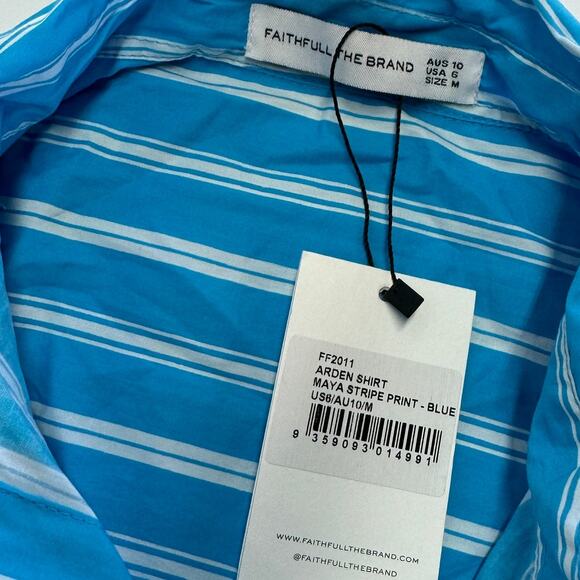 FAITHFULL THE BRAND
AUS 10
USA 6
SIZE M
FF2011
ARDEN SHIRT
MAYA STRIPE PRINT - BLUE
US6/AU10/M
9 359093 014991
WWW.FAITHFULLTHEBRAND.COM
@FAITHFULLTHEBRAND